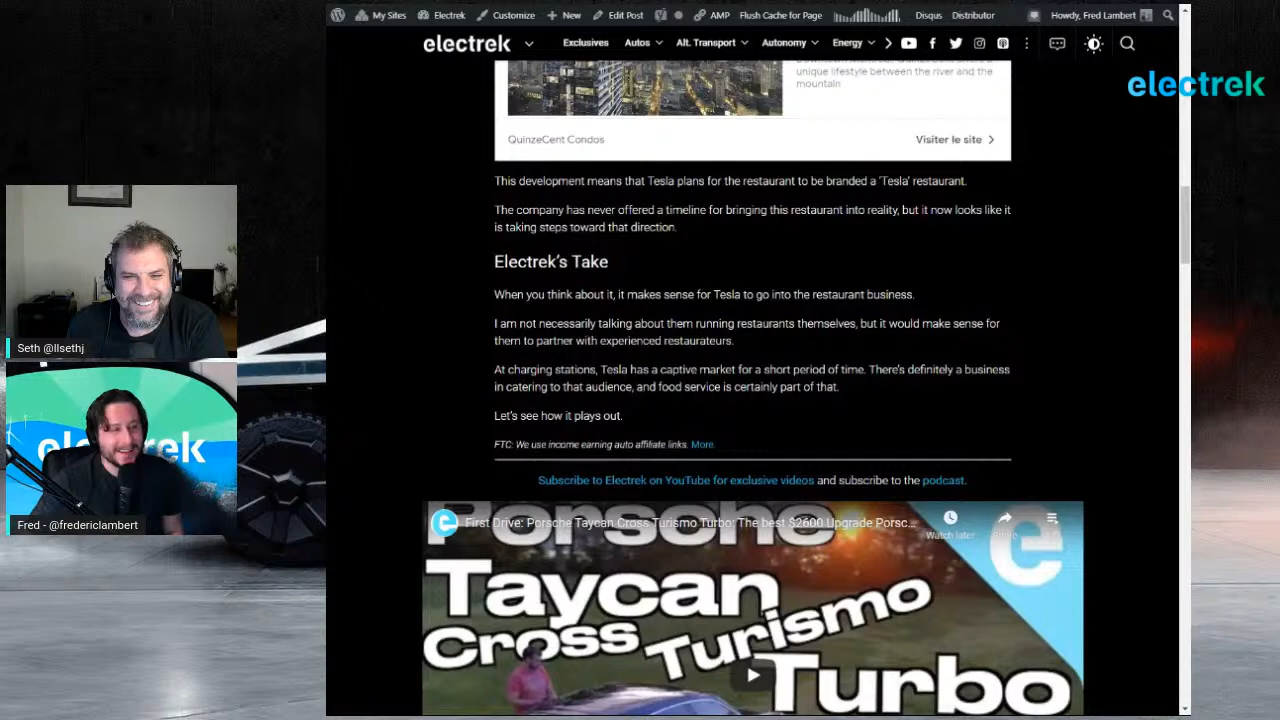 My Sites
Electrek
Customize
New
Edit Post
AMP
Flush Cache for Page
Disqus
Distributor
Howdy, Fred Lambert
electrek
Exclusives
Autos
Alt. Transport
Autonomy
Energy
electrek
unique lifestyle between the river and the
mountain
QuinzeCent Condos
Visiter le site
This development means that Tesla plans for the restaurant to be branded a 'Tesla' restaurant.
The company has never offered a timeline for bringing this restaurant into reality, but it now looks like it
is taking steps toward that direction.
Electrek's Take
When you think about it, it makes sense for Tesla to go into the restaurant business.
I am not necessarily talking about them running restaurants themselves, but it would make sense for
them to partner with experienced restaurateurs.
At charging stations, Tesla has a captive market for a short period of time. There's definitely a business
in catering to that audience, and food service is certainly part of that.
Let's see how it plays out.
FTC: We use income earning auto affiliate links. More.
Subscribe to Electrek on YouTube for exclusive videos and subscribe to the podcast.
First Drive: Porsche Taycan Cross Turismo Turbo: The best $2600 Upgrade Porsc...
Watch later
Share
Porsche
Taycan
Cross Turismo
Turbo
Seth @llsethj
elec rek
Fred - @fredericlambert